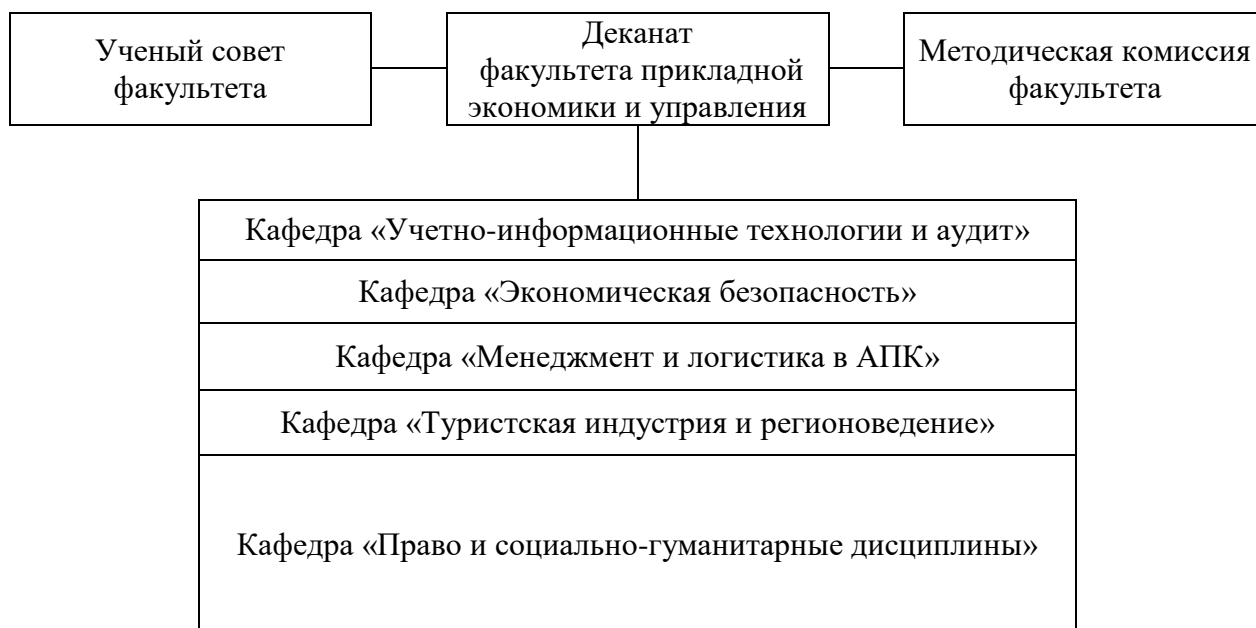 Ученый совет
факультета
Деканат
факультета прикладной
экономики и управления
Методическая комиссия
факультета
Кафедра «Учетно-информационные технологии и аудит»
Кафедра «Экономическая безопасность»
Кафедра «Менеджмент и логистика в АПК»
Кафедра «Туристская индустрия и регионоведение»
Кафедра «Право и социально-гуманитарные дисциплины»